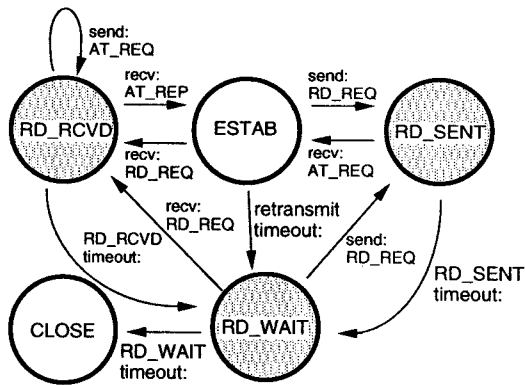 send:
AT_REQ
recv:
AT_REP
send:
RD_REQ
RD_RCVD
ESTAB
RD_SENT
recv:
RD_REQ
recv:
AT_REQ
recv:
RD_REQ
retransmit
timeout:
send:
RD_REQ
RD_RCVD
timeout:
RD_SENT
timeout:
CLOSE
RD_WAIT
RD_WAIT
timeout: